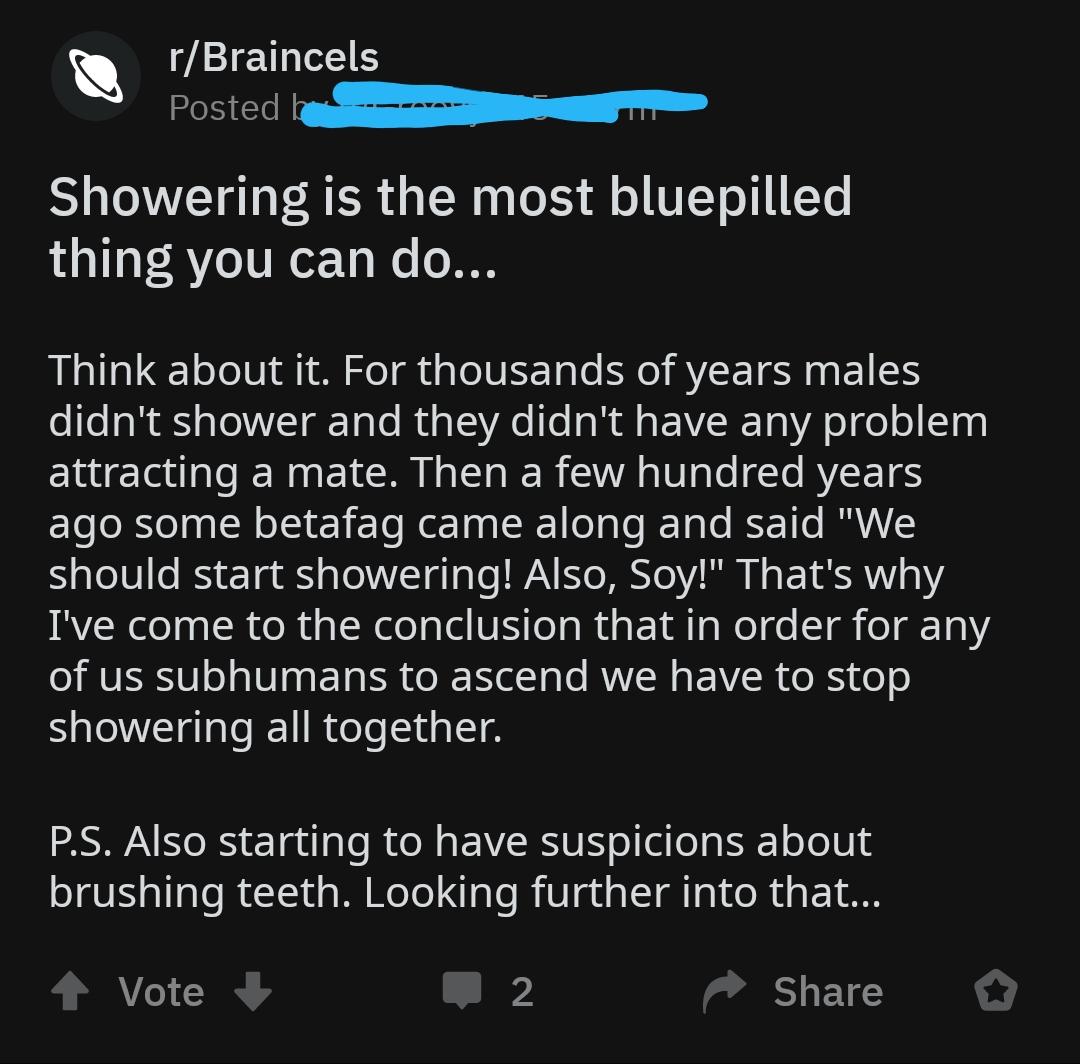 r/Braincels
Posted
Showering is the most bluepilled
thing you can do...
Think about it. For thousands of years males
didn't shower and they didn't have any problem
attracting a mate. Then a few hundred years
ago some betafag came along and said "We
should start showering! Also, Soy!" That's why
I've come to the conclusion that in order for any
of us subhumans to ascend we have to stop
showering all together.
P.S. Also starting to have suspicions about
brushing teeth. Looking further into that...
Vote 2 Share